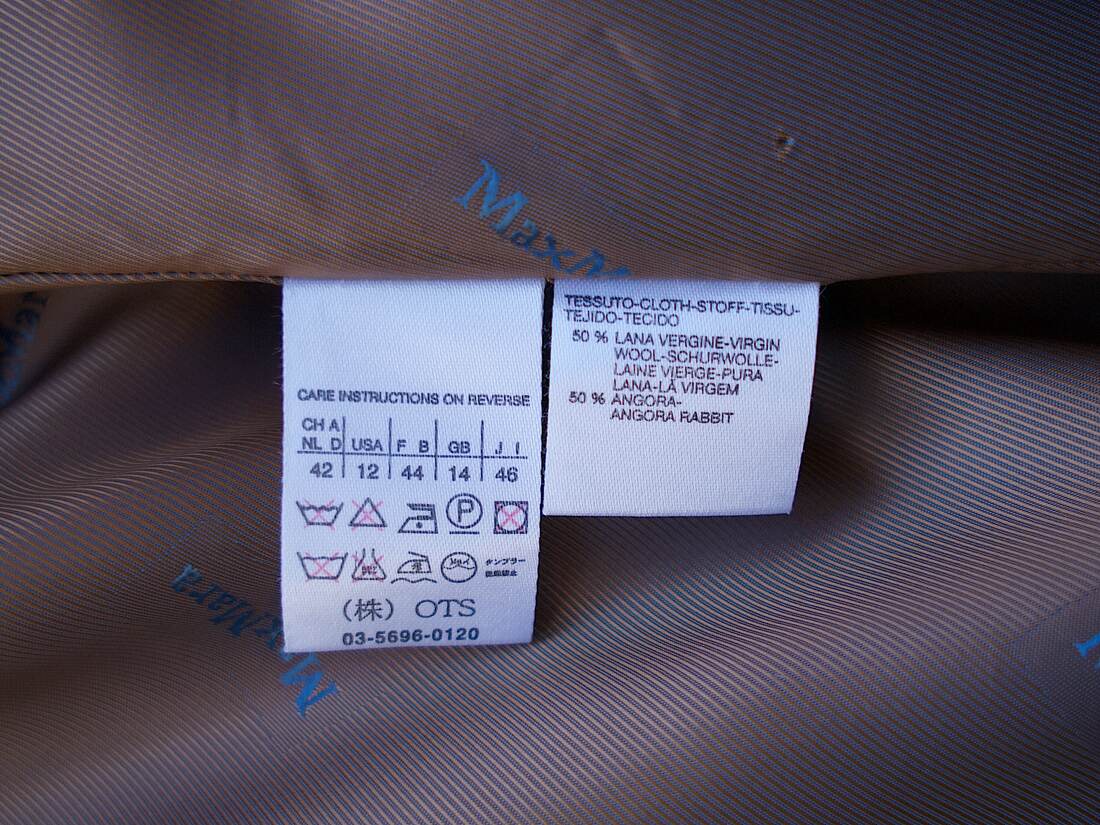 MaxM
CARE INSTRUCTIONS ON REVERSE
CH A
NL D USA F B GB J I
42 12 44 14 46
P
(株) OTS
03-5696-0120
TESSUTO-CLOTH-STOFF-TISSU-
TEJIDO-TECIDO
50 % LANA VERGINE-VIRGIN
WOOL-SCHURWOLLE-
LAINE VIERGE-PURA
LANA-LÃ VIRGEM
50 % ANGORA-
ANGORA RABBIT
MaxMara